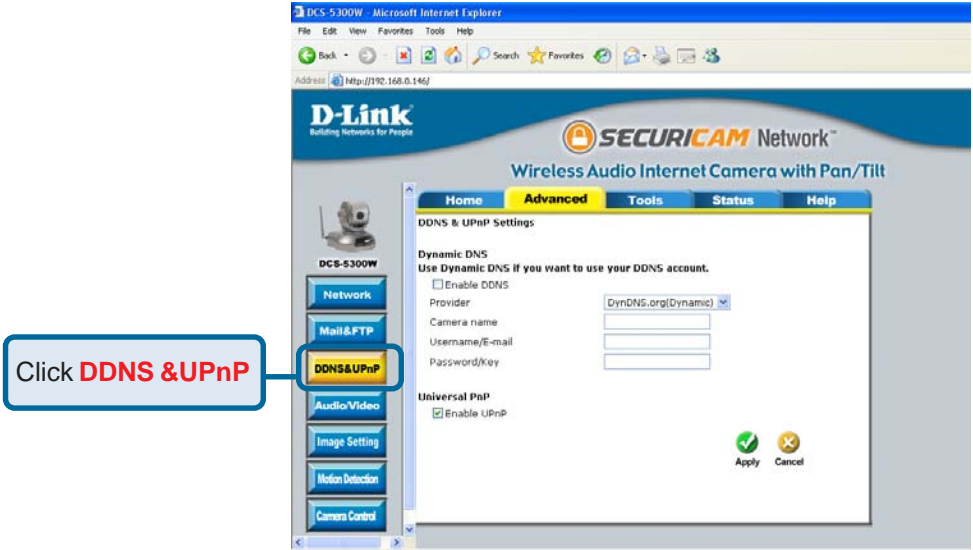 DCS-5300W - Microsoft Internet Explorer
File Edit View Favorites Tools Help
Back Search Favorites
Address http://192.168.0.146/
D-Link
Building Networks for People
SECURICAM Network™
Wireless Audio Internet Camera with Pan/Tilt
Home Advanced Tools Status Help
DCS-5300W
Network
Mail&FTP
DDNS&UPnP
Audio/Video
Image Setting
Motion Detection
Camera Control
Click DDNS &UPnP
DDNS & UPnP Settings
Dynamic DNS
Use Dynamic DNS if you want to use your DDNS account.
Enable DDNS
Provider DynDNS.org(Dynamic)
Camera name
Username/E-mail
Password/Key
Universal PnP
Enable UPnP
Apply Cancel